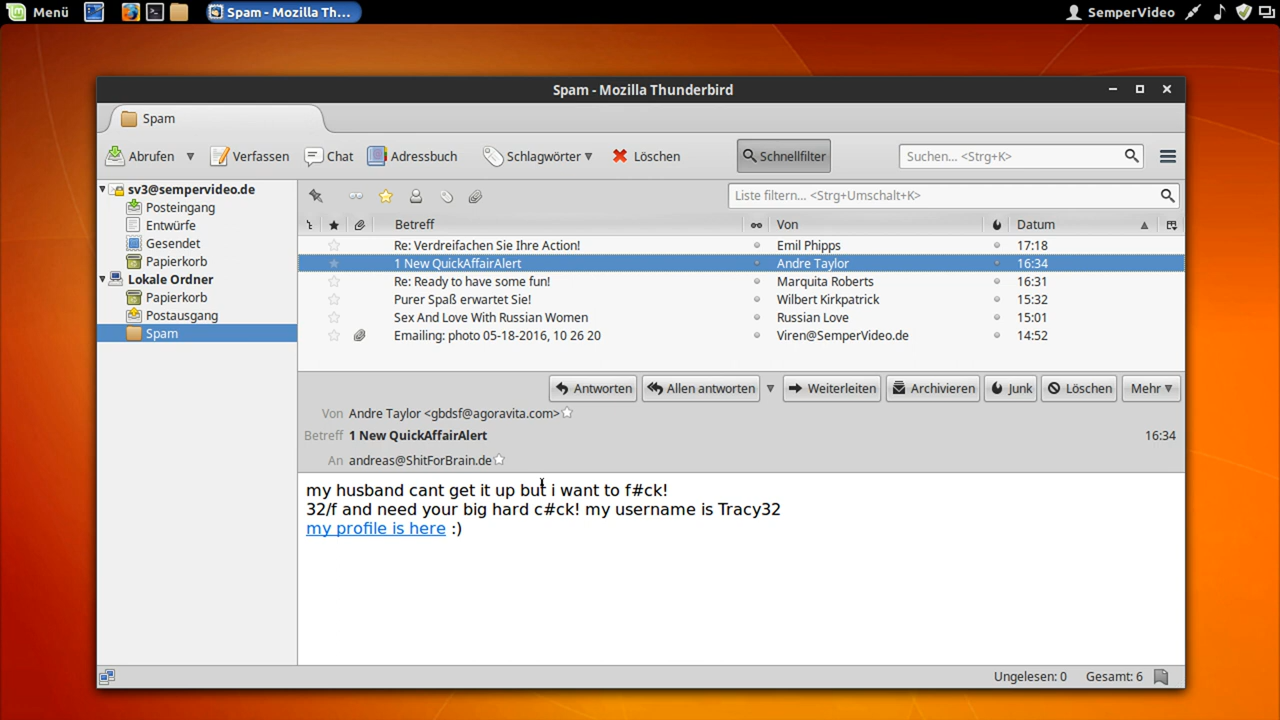 Menü
Spam - Mozilla Th...
SemperVideo
Spam - Mozilla Thunderbird
Spam
Abrufen
Verfassen
Chat
Adressbuch
Schlagwörter
Löschen
Schnellfilter
Suchen... <Strg+K>
sv3@sempervideo.de
Posteingang
Entwürfe
Gesendet
Papierkorb
Lokale Ordner
Papierkorb
Postausgang
Spam
Liste filtern... <Strg+Umschalt+K>
Betreff Von Datum
Re: Verdreifachen Sie Ihre Action! Emil Phipps 17:18
1 New QuickAffairAlert Andre Taylor 16:34
Re: Ready to have some fun! Marquita Roberts 16:31
Purer Spaß erwartet Sie! Wilbert Kirkpatrick 15:32
Sex And Love With Russian Women Russian Love 15:01
Emailing: photo 05-18-2016, 10 26 20 Viren@SemperVideo.de 14:52
Antworten
Allen antworten
Weiterleiten
Archivieren
Junk
Löschen
Mehr
Von Andre Taylor <gbdsf@agoravita.com>
Betreff 1 New QuickAffairAlert 16:34
An andreas@ShitForBrain.de
my husband cant get it up but i want to f#ck!
32/f and need your big hard c#ck! my username is Tracy32
my profile is here :)
Ungelesen: 0 Gesamt: 6